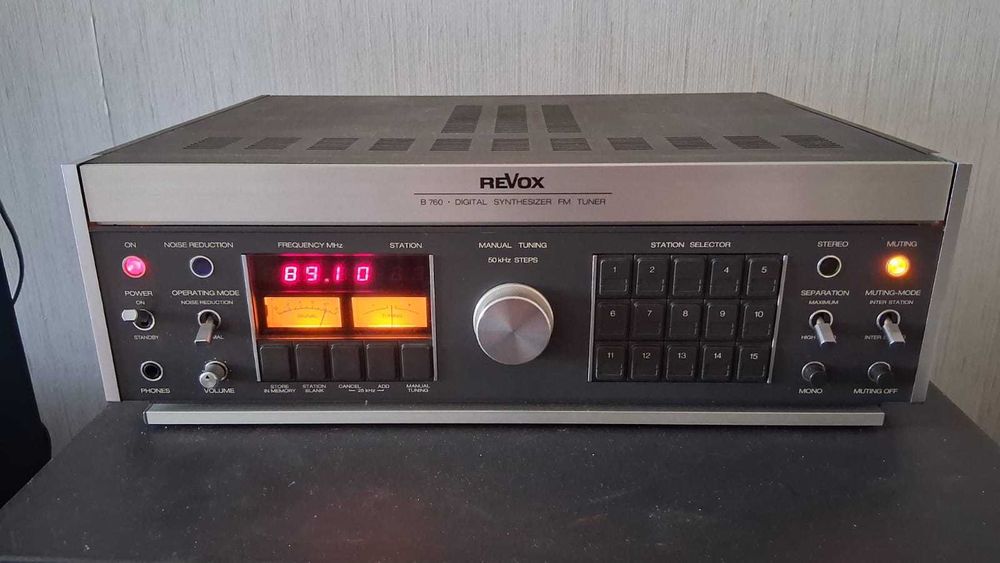 REVOX
B 760 · DIGITAL SYNTHESIZER FM TUNER
ON
NOISE REDUCTION
FREQUENCY MHz
STATION
MANUAL TUNING
50 kHz STEPS
STATION SELECTOR
STEREO
MUTING
89.10
SIGNAL
TUNING
1 2 3 4 5
6 7 8 9 10
11 12 13 14 15
POWER
ON
STANDBY
OPERATING MODE
NOISE REDUCTION
SEPARATION
MAXIMUM
HIGH
MUTING-MODE
INTER STATION
INTER
PHONES
VOLUME
STORE
IN MEMORY
STATION
BLANK
CANCEL ADD
25 kHz
MANUAL
TUNING
MONO
MUTING OFF